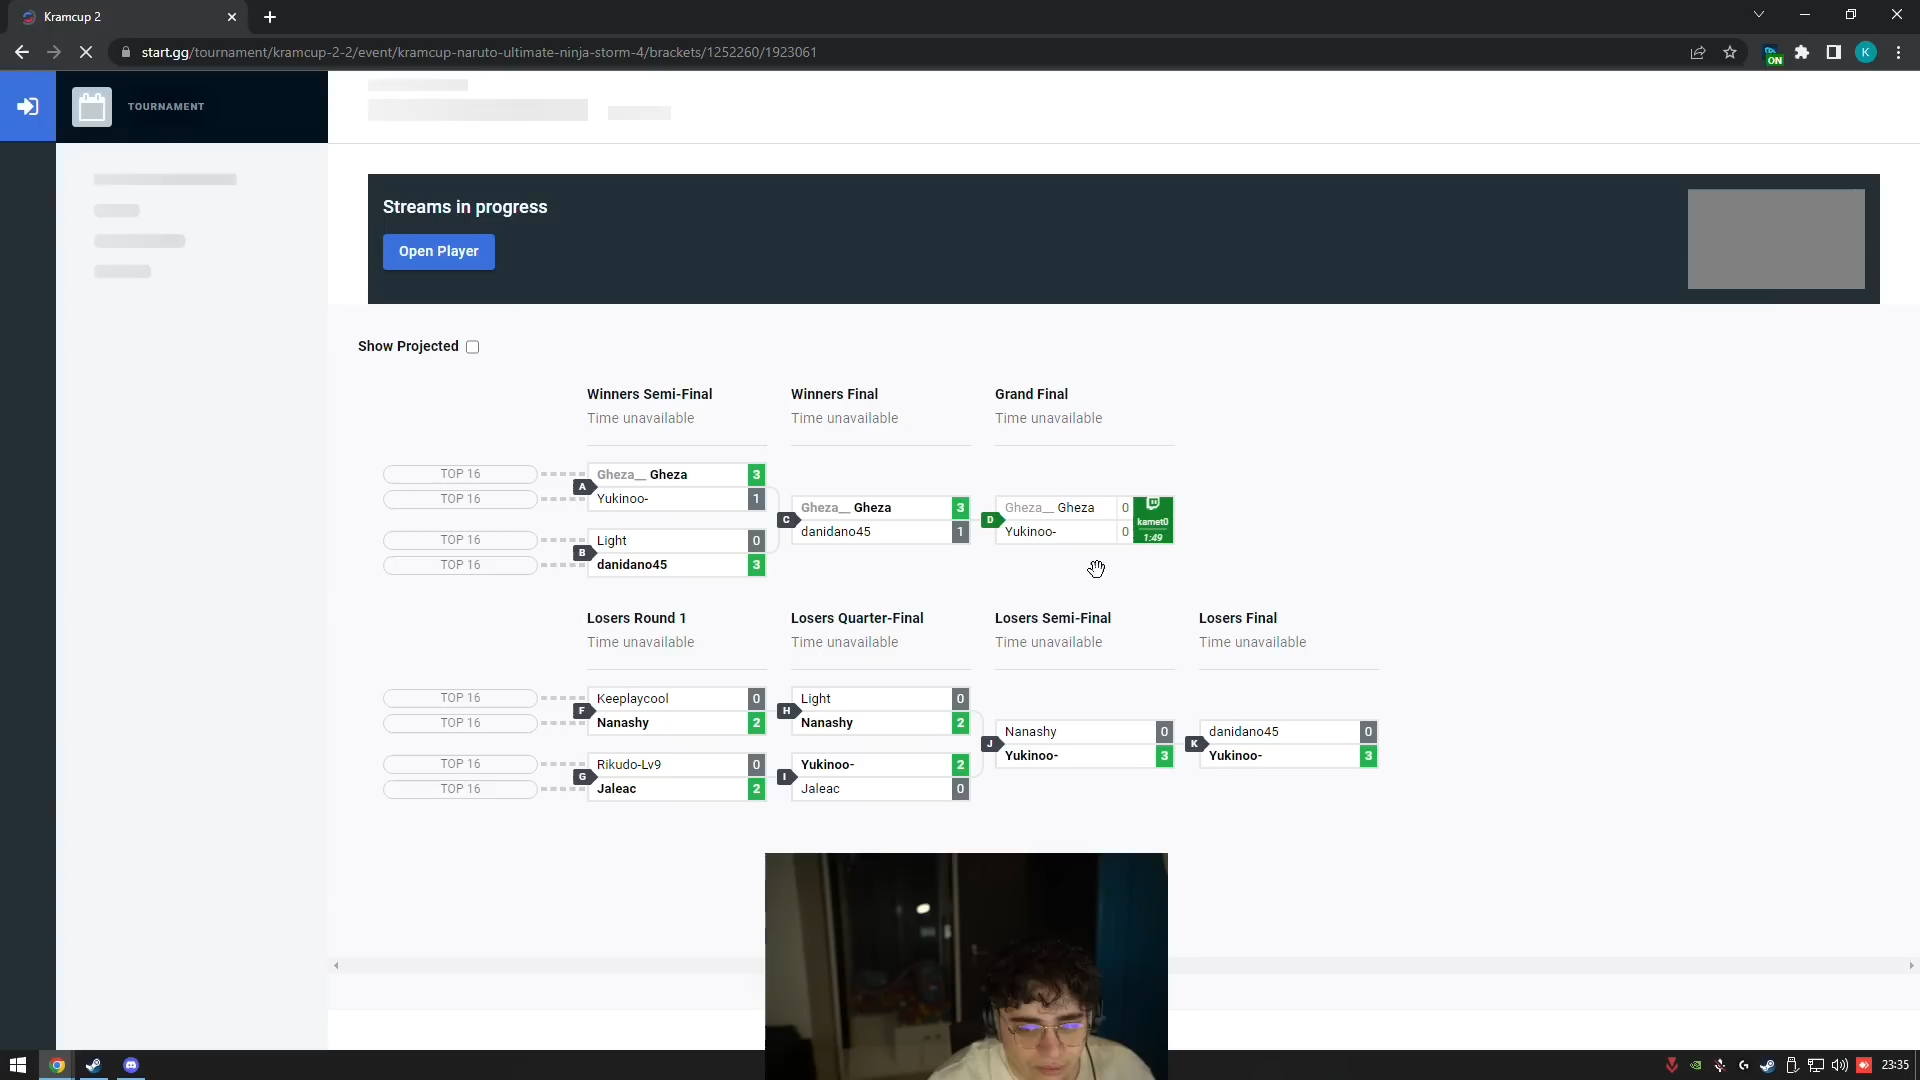 Kramcup 2
start.gg/tournament/kramcup-2-2/event/kramcup-naruto-ultimate-ninja-storm-4/brackets/1252260/1923061
ON
K
TOURNAMENT
Streams in progress
Open Player
Show Projected
Winners Semi-Final
Time unavailable
Winners Final
Time unavailable
Grand Final
Time unavailable
TOP 16
TOP 16
A
Gheza__ Gheza 3
Yukinoo- 1
TOP 16
TOP 16
B
Light 0
danidano45 3
C
Gheza__ Gheza 3
danidano45 1
D
Gheza__ Gheza 0
Yukinoo- 0
kamet0
1:49
Losers Round 1
Time unavailable
Losers Quarter-Final
Time unavailable
Losers Semi-Final
Time unavailable
Losers Final
Time unavailable
TOP 16
TOP 16
F
Keeplaycool 0
Nanashy 2
TOP 16
TOP 16
G
Rikudo-Lv9 0
Jaleac 2
H
Light 0
Nanashy 2
I
Yukinoo- 2
Jaleac 0
J
Nanashy 0
Yukinoo- 3
K
danidano45 0
Yukinoo- 3
23:35